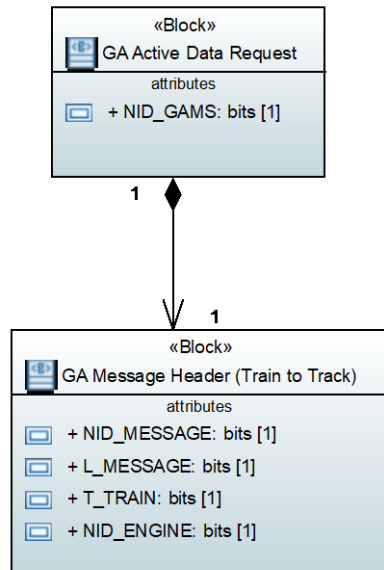 «Block»
GA Active Data Request
attributes
+ NID_GAMS: bits [1]
1
1
«Block»
GA Message Header (Train to Track)
attributes
+ NID_MESSAGE: bits [1]
+ L_MESSAGE: bits [1]
+ T_TRAIN: bits [1]
+ NID_ENGINE: bits [1]